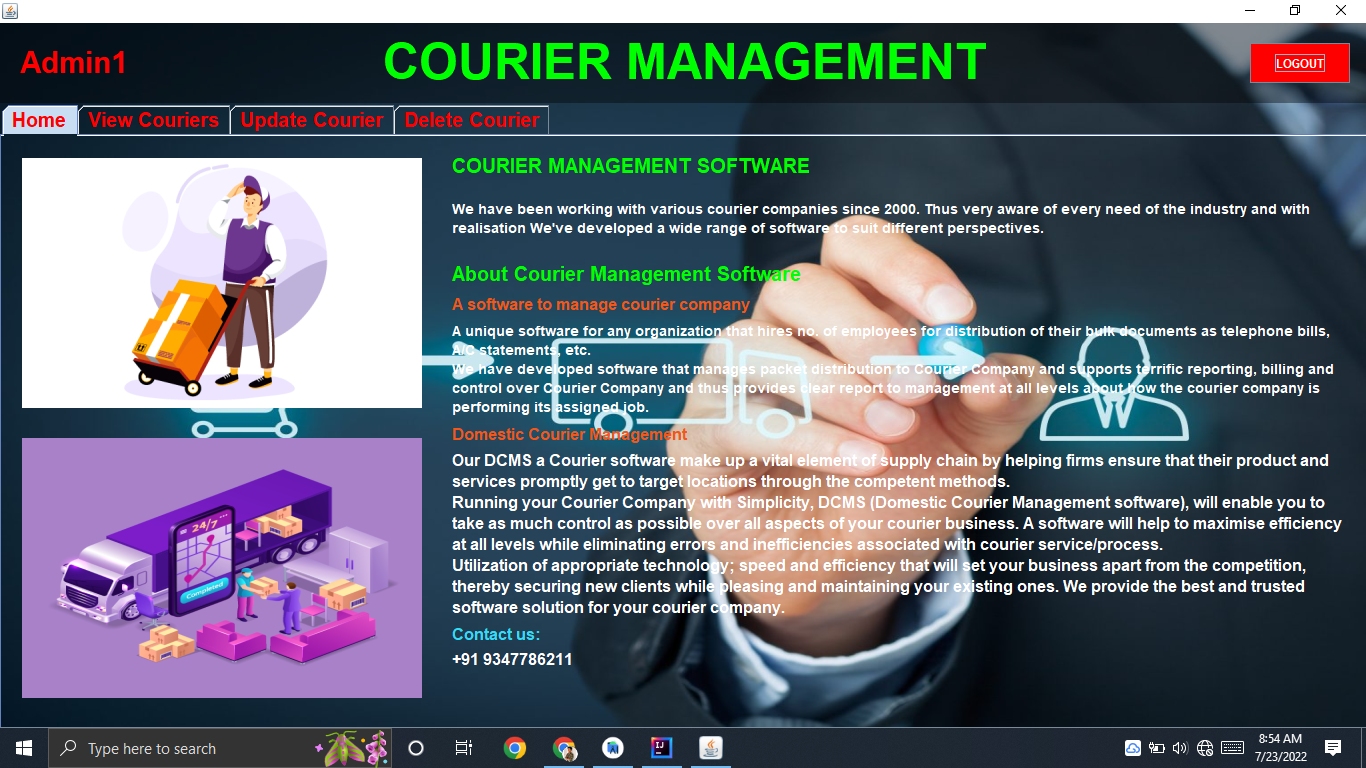 Admin1
COURIER MANAGEMENT
LOGOUT
Home
View Couriers
Update Courier
Delete Courier
COURIER MANAGEMENT SOFTWARE
We have been working with various courier companies since 2000. Thus very aware of every need of the industry and with
realisation We've developed a wide range of software to suit different perspectives.
About Courier Management Software
A software to manage courier company
A unique software for any organization that hires no. of employees for distribution of their bulk documents as telephone bills,
A/C statements, etc.
We have developed software that manages packet distribution to Courier Company and supports terrific reporting, billing and
control over Courier Company and thus provides clear report to management at all levels about how the courier company is
performing its assigned job.
Domestic Courier Management
Our DCMS a Courier software make up a vital element of supply chain by helping firms ensure that their product and
services promptly get to target locations through the competent methods.
Running your Courier Company with Simplicity, DCMS (Domestic Courier Management software), will enable you to
take as much control as possible over all aspects of your courier business. A software will help to maximise efficiency
at all levels while eliminating errors and inefficiencies associated with courier service/process.
Utilization of appropriate technology; speed and efficiency that will set your business apart from the competition,
thereby securing new clients while pleasing and maintaining your existing ones. We provide the best and trusted
software solution for your courier company.
Contact us:
+91 9347786211
24/7
Completed
Type here to search
IJ
8:54 AM
7/23/2022